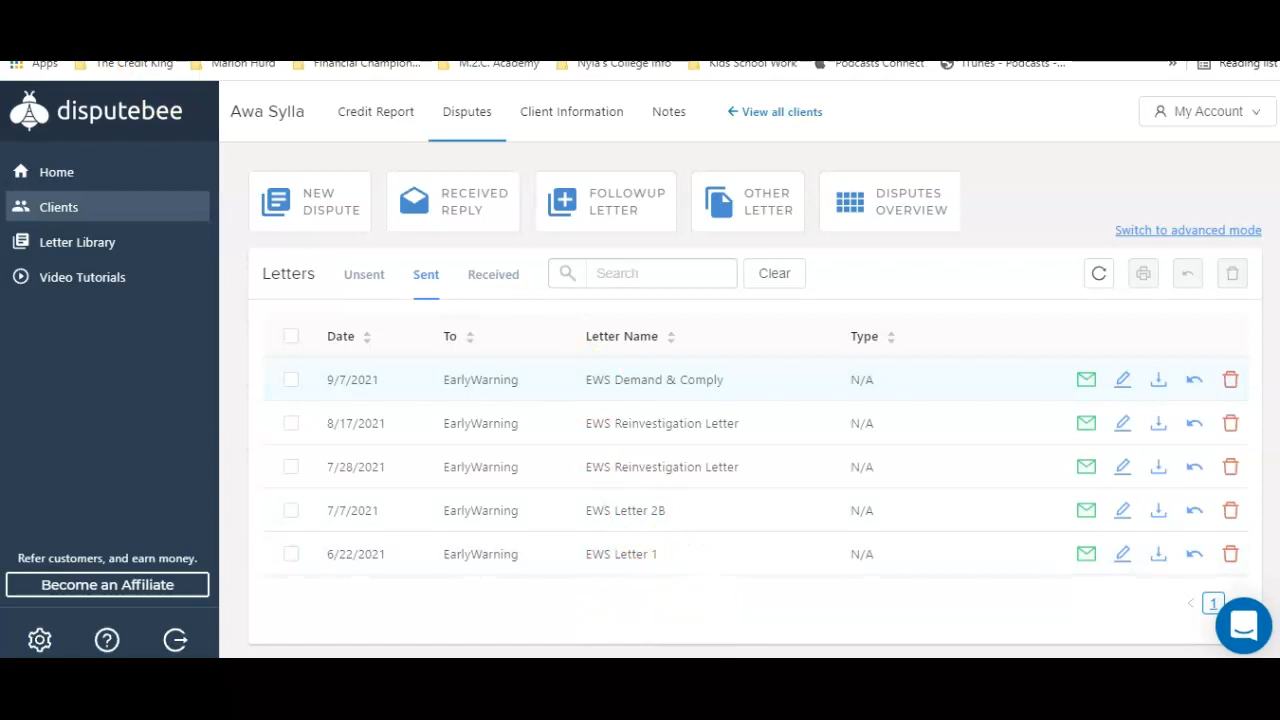 Apps The Credit King Marlon Hurd Financial Champion... M.2.C. Academy Nyla's College Info Kids School Work Podcasts Connect iTunes - Podcasts -... » Reading list
disputebee
Awa Sylla Credit Report Disputes Client Information Notes ← View all clients My Account
Home
Clients
Letter Library
Video Tutorials
NEW DISPUTE
RECEIVED REPLY
FOLLOWUP LETTER
OTHER LETTER
DISPUTES OVERVIEW
Switch to advanced mode
Letters Unsent Sent Received Search Clear
Date To Letter Name Type
9/7/2021 EarlyWarning EWS Demand & Comply N/A
8/17/2021 EarlyWarning EWS Reinvestigation Letter N/A
7/28/2021 EarlyWarning EWS Reinvestigation Letter N/A
7/7/2021 EarlyWarning EWS Letter 2B N/A
6/22/2021 EarlyWarning EWS Letter 1 N/A
< 1
Refer customers, and earn money.
Become an Affiliate